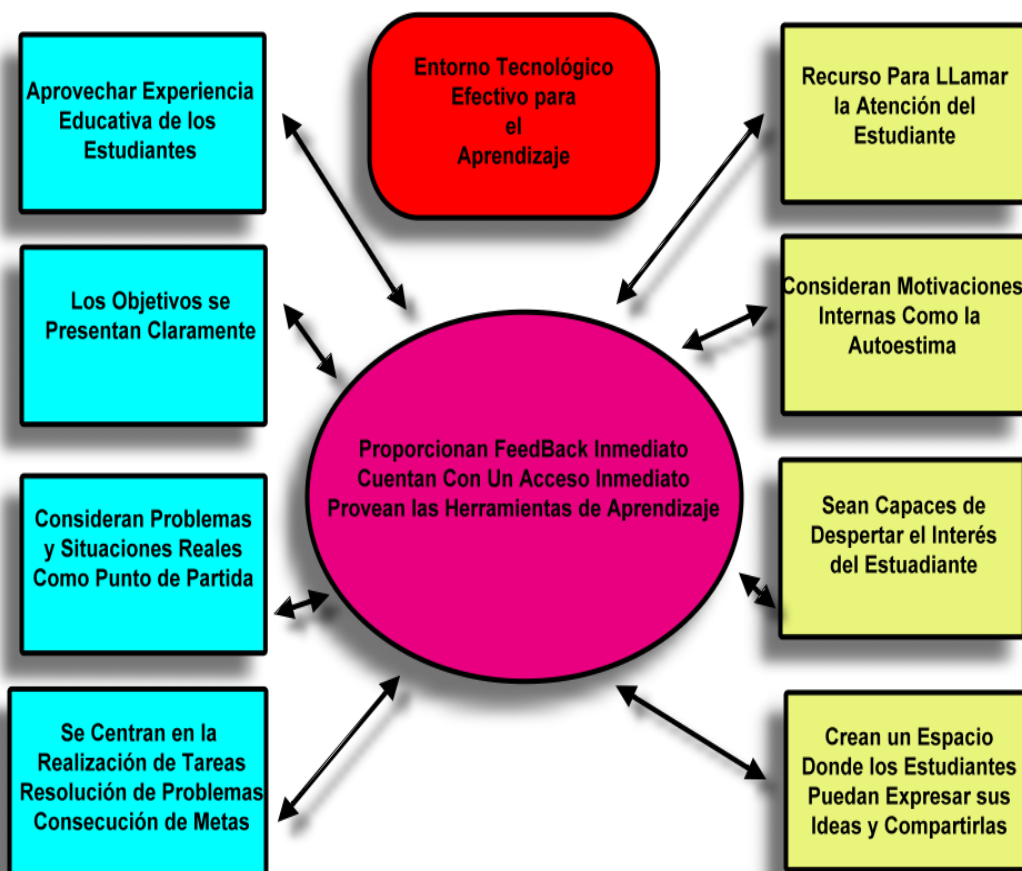 Entorno Tecnológico
Efectivo para
el
Aprendizaje
Aprovechar Experiencia
Educativa de los
Estudiantes
Los Objetivos se
Presentan Claramente
Consideran Problemas
y Situaciones Reales
Como Punto de Partida
Se Centran en la
Realización de Tareas
Resolución de Problemas
Consecución de Metas
Proporcionan FeedBack Inmediato
Cuentan Con Un Acceso Inmediato
Provean las Herramientas de Aprendizaje
Recurso Para LLamar
la Atención del
Estudiante
Consideran Motivaciones
Internas Como la
Autoestima
Sean Capaces de
Despertar el Interés
del Estuadiante
Crean un Espacio
Donde los Estudiantes
Puedan Expresar sus
Ideas y Compartirlas